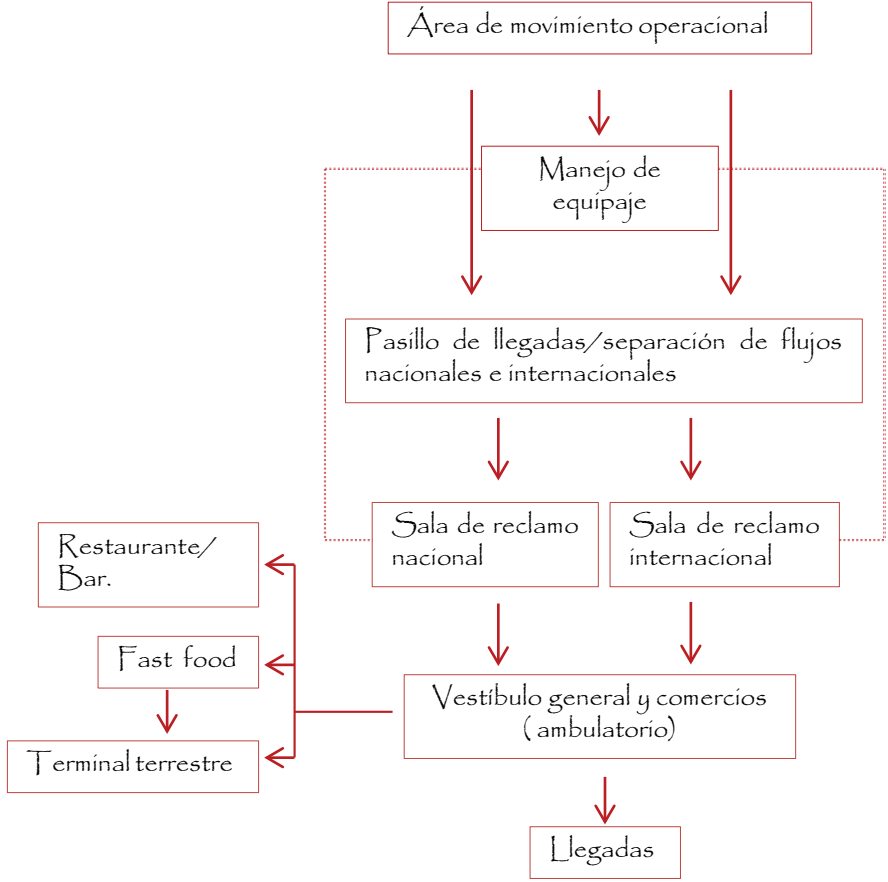 Área de movimiento operacional
Manejo de
equipaje
Pasillo de llegadas/separación de flujos
nacionales e internacionales
Sala de reclamo
nacional
Sala de reclamo
internacional
Restaurante/
Bar.
Fast food
Terminal terrestre
Vestíbulo general y comercios
( ambulatorio)
Llegadas